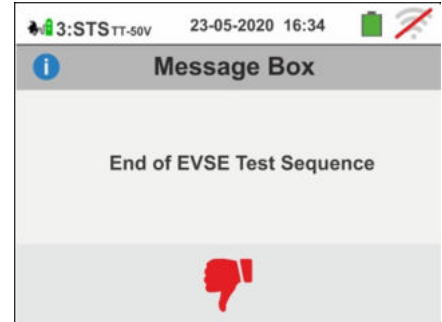 3:STS TT-50V 23-05-2020 16:34
i Message Box
End of EVSE Test Sequence